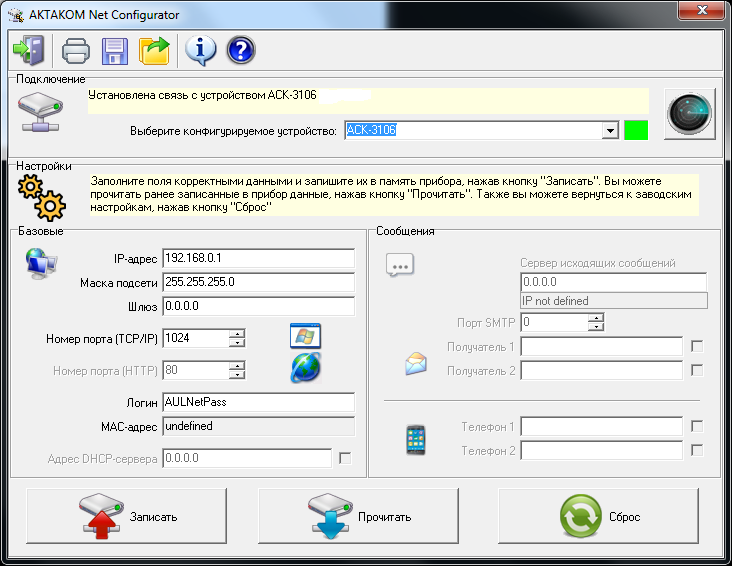 AKTAKOM Net Configurator
Подключение
Установлена связь с устройством АСК-3106
Выберите конфигурируемое устройство:
АСК-3106
Настройки
Заполните поля корректными данными и запишите их в память прибора, нажав кнопку "Записать". Вы можете
прочитать ранее записанные в прибор данные, нажав кнопку "Прочитать". Также вы можете вернуться к заводским
настройкам, нажав кнопку "Сброс"
Базовые
IP-адрес 192.168.0.1
Маска подсети 255.255.255.0
Шлюз 0.0.0.0
Номер порта (TCP/IP) 1024
Номер порта (HTTP) 80
Логин AULNetPass
MAC-адрес undefined
Адрес DHCP-сервера 0.0.0.0
Сообщения
Сервер исходящих сообщений
0.0.0.0
IP not defined
Порт SMTP 0
Получатель 1
Получатель 2
Телефон 1
Телефон 2
Записать
Прочитать
Сброс